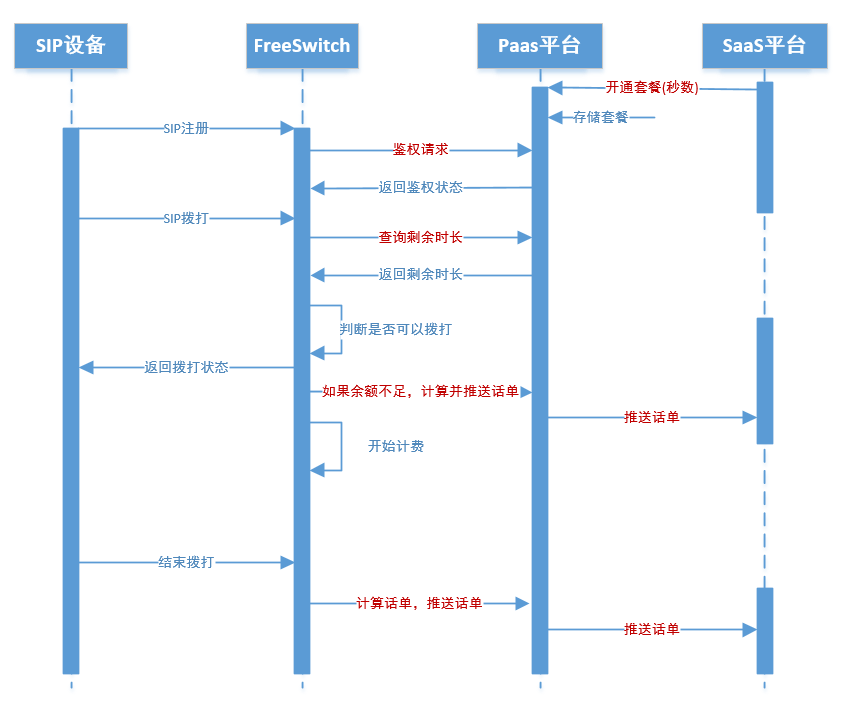 SIP设备
FreeSwitch
Paas平台
SaaS平台
开通套餐(秒数)
存储套餐
SIP注册
鉴权请求
返回鉴权状态
SIP拨打
查询剩余时长
返回剩余时长
判断是否可以拨打
返回拨打状态
如果余额不足，计算并推送话单
推送话单
开始计费
结束拨打
计算话单，推送话单
推送话单